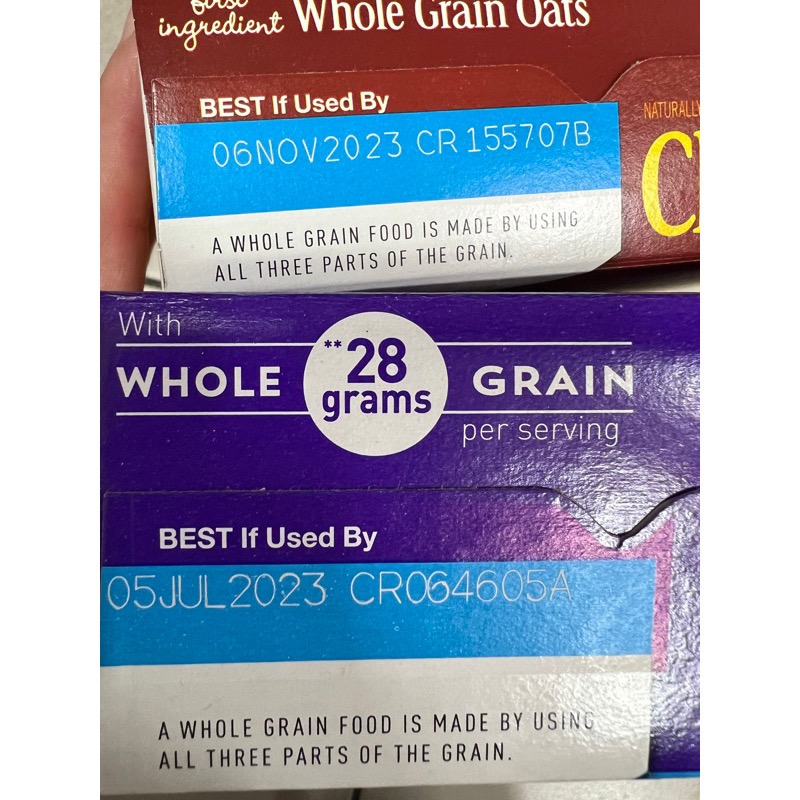 first
ingredient Whole Grain Oats
BEST If Used By
NATURALLY
06NOV2023 CR155707B
A WHOLE GRAIN FOOD IS MADE BY USING
ALL THREE PARTS OF THE GRAIN.
With
WHOLE **28 grams GRAIN
per serving
BEST If Used By
05JUL2023 CR064605A
A WHOLE GRAIN FOOD IS MADE BY USING
ALL THREE PARTS OF THE GRAIN.